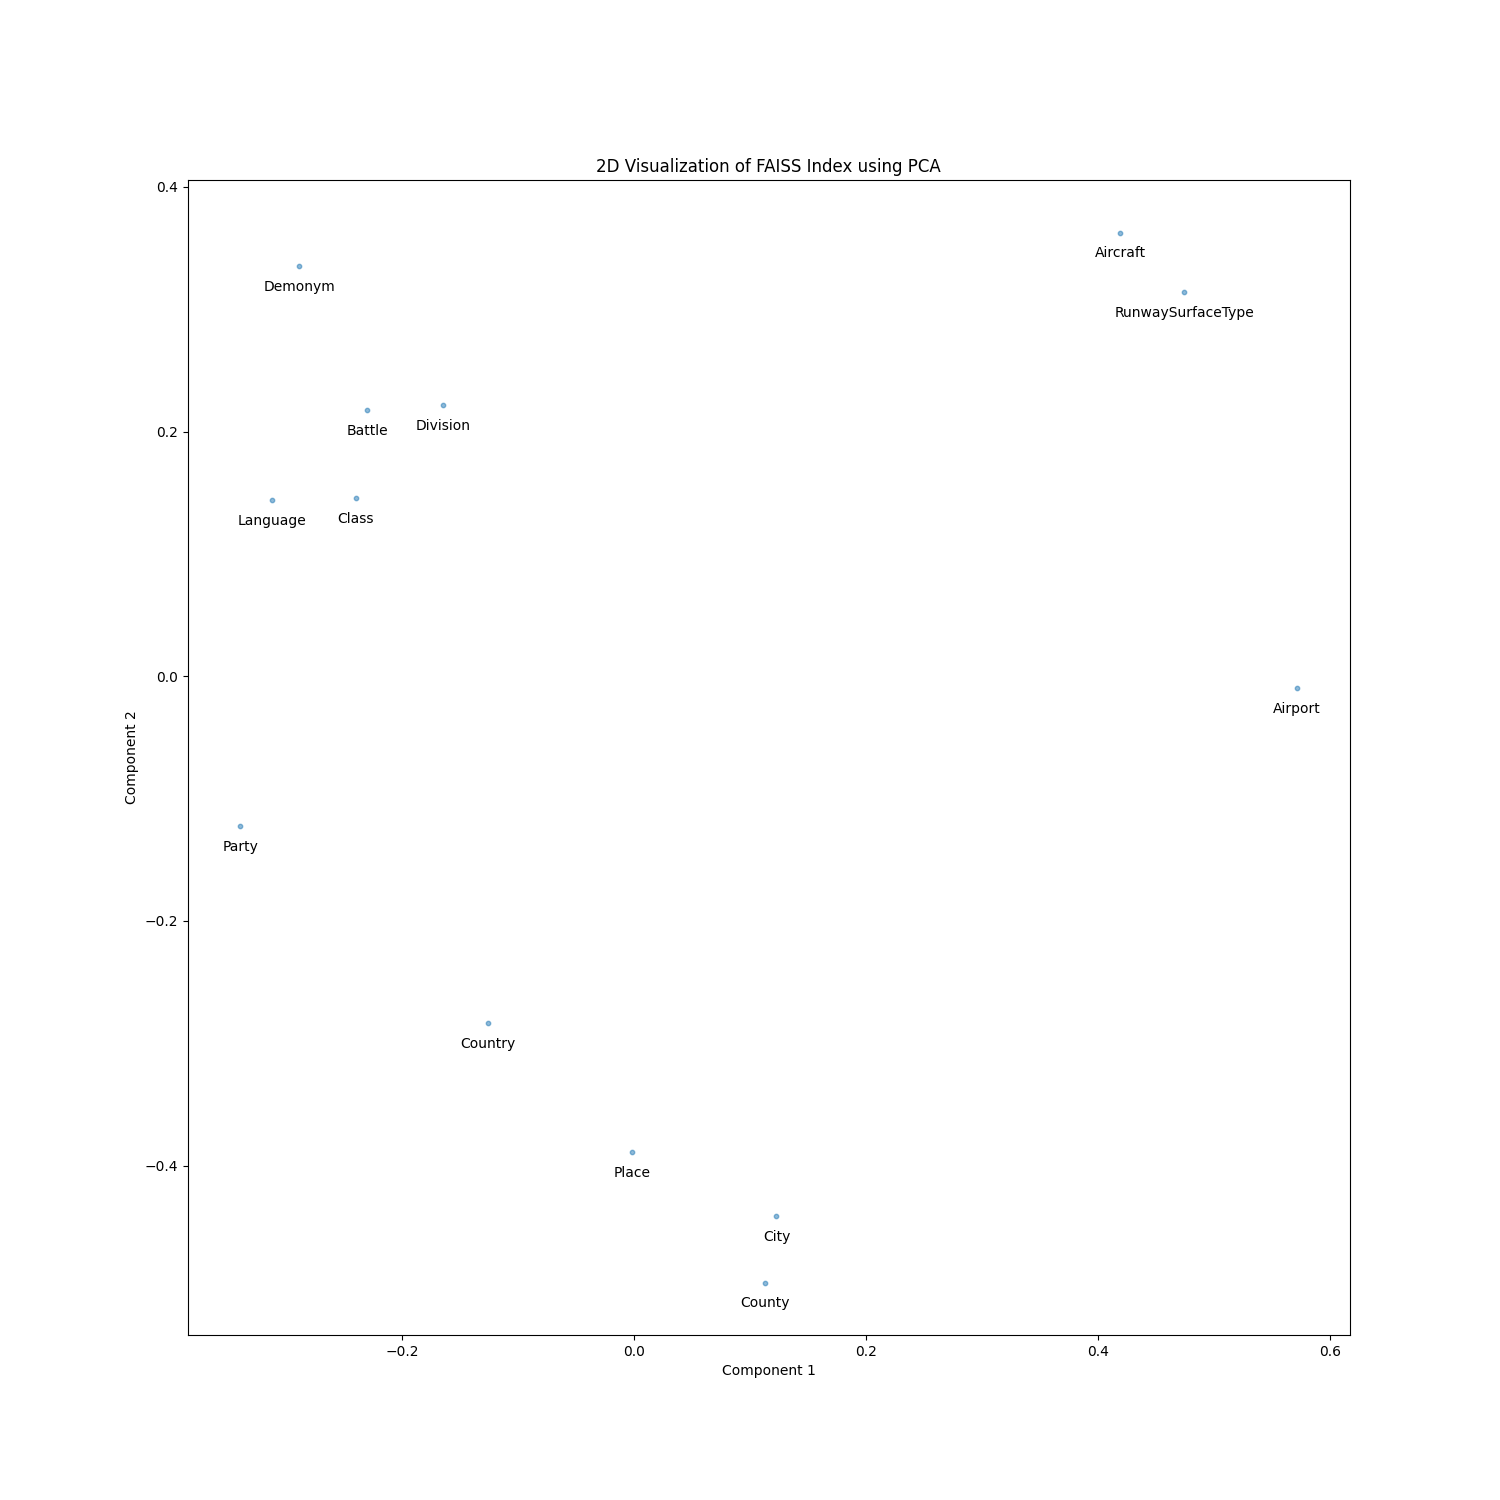 2D Visualization of FAISS Index using PCA
0.4
Aircraft
Demonym
RunwaySurfaceType
0.2
Battle
Division
Language
Class
0.0
Airport
Component 2
Party
−0.2
Country
−0.4
Place
City
County
−0.2
0.0
0.2
0.4
0.6
Component 1